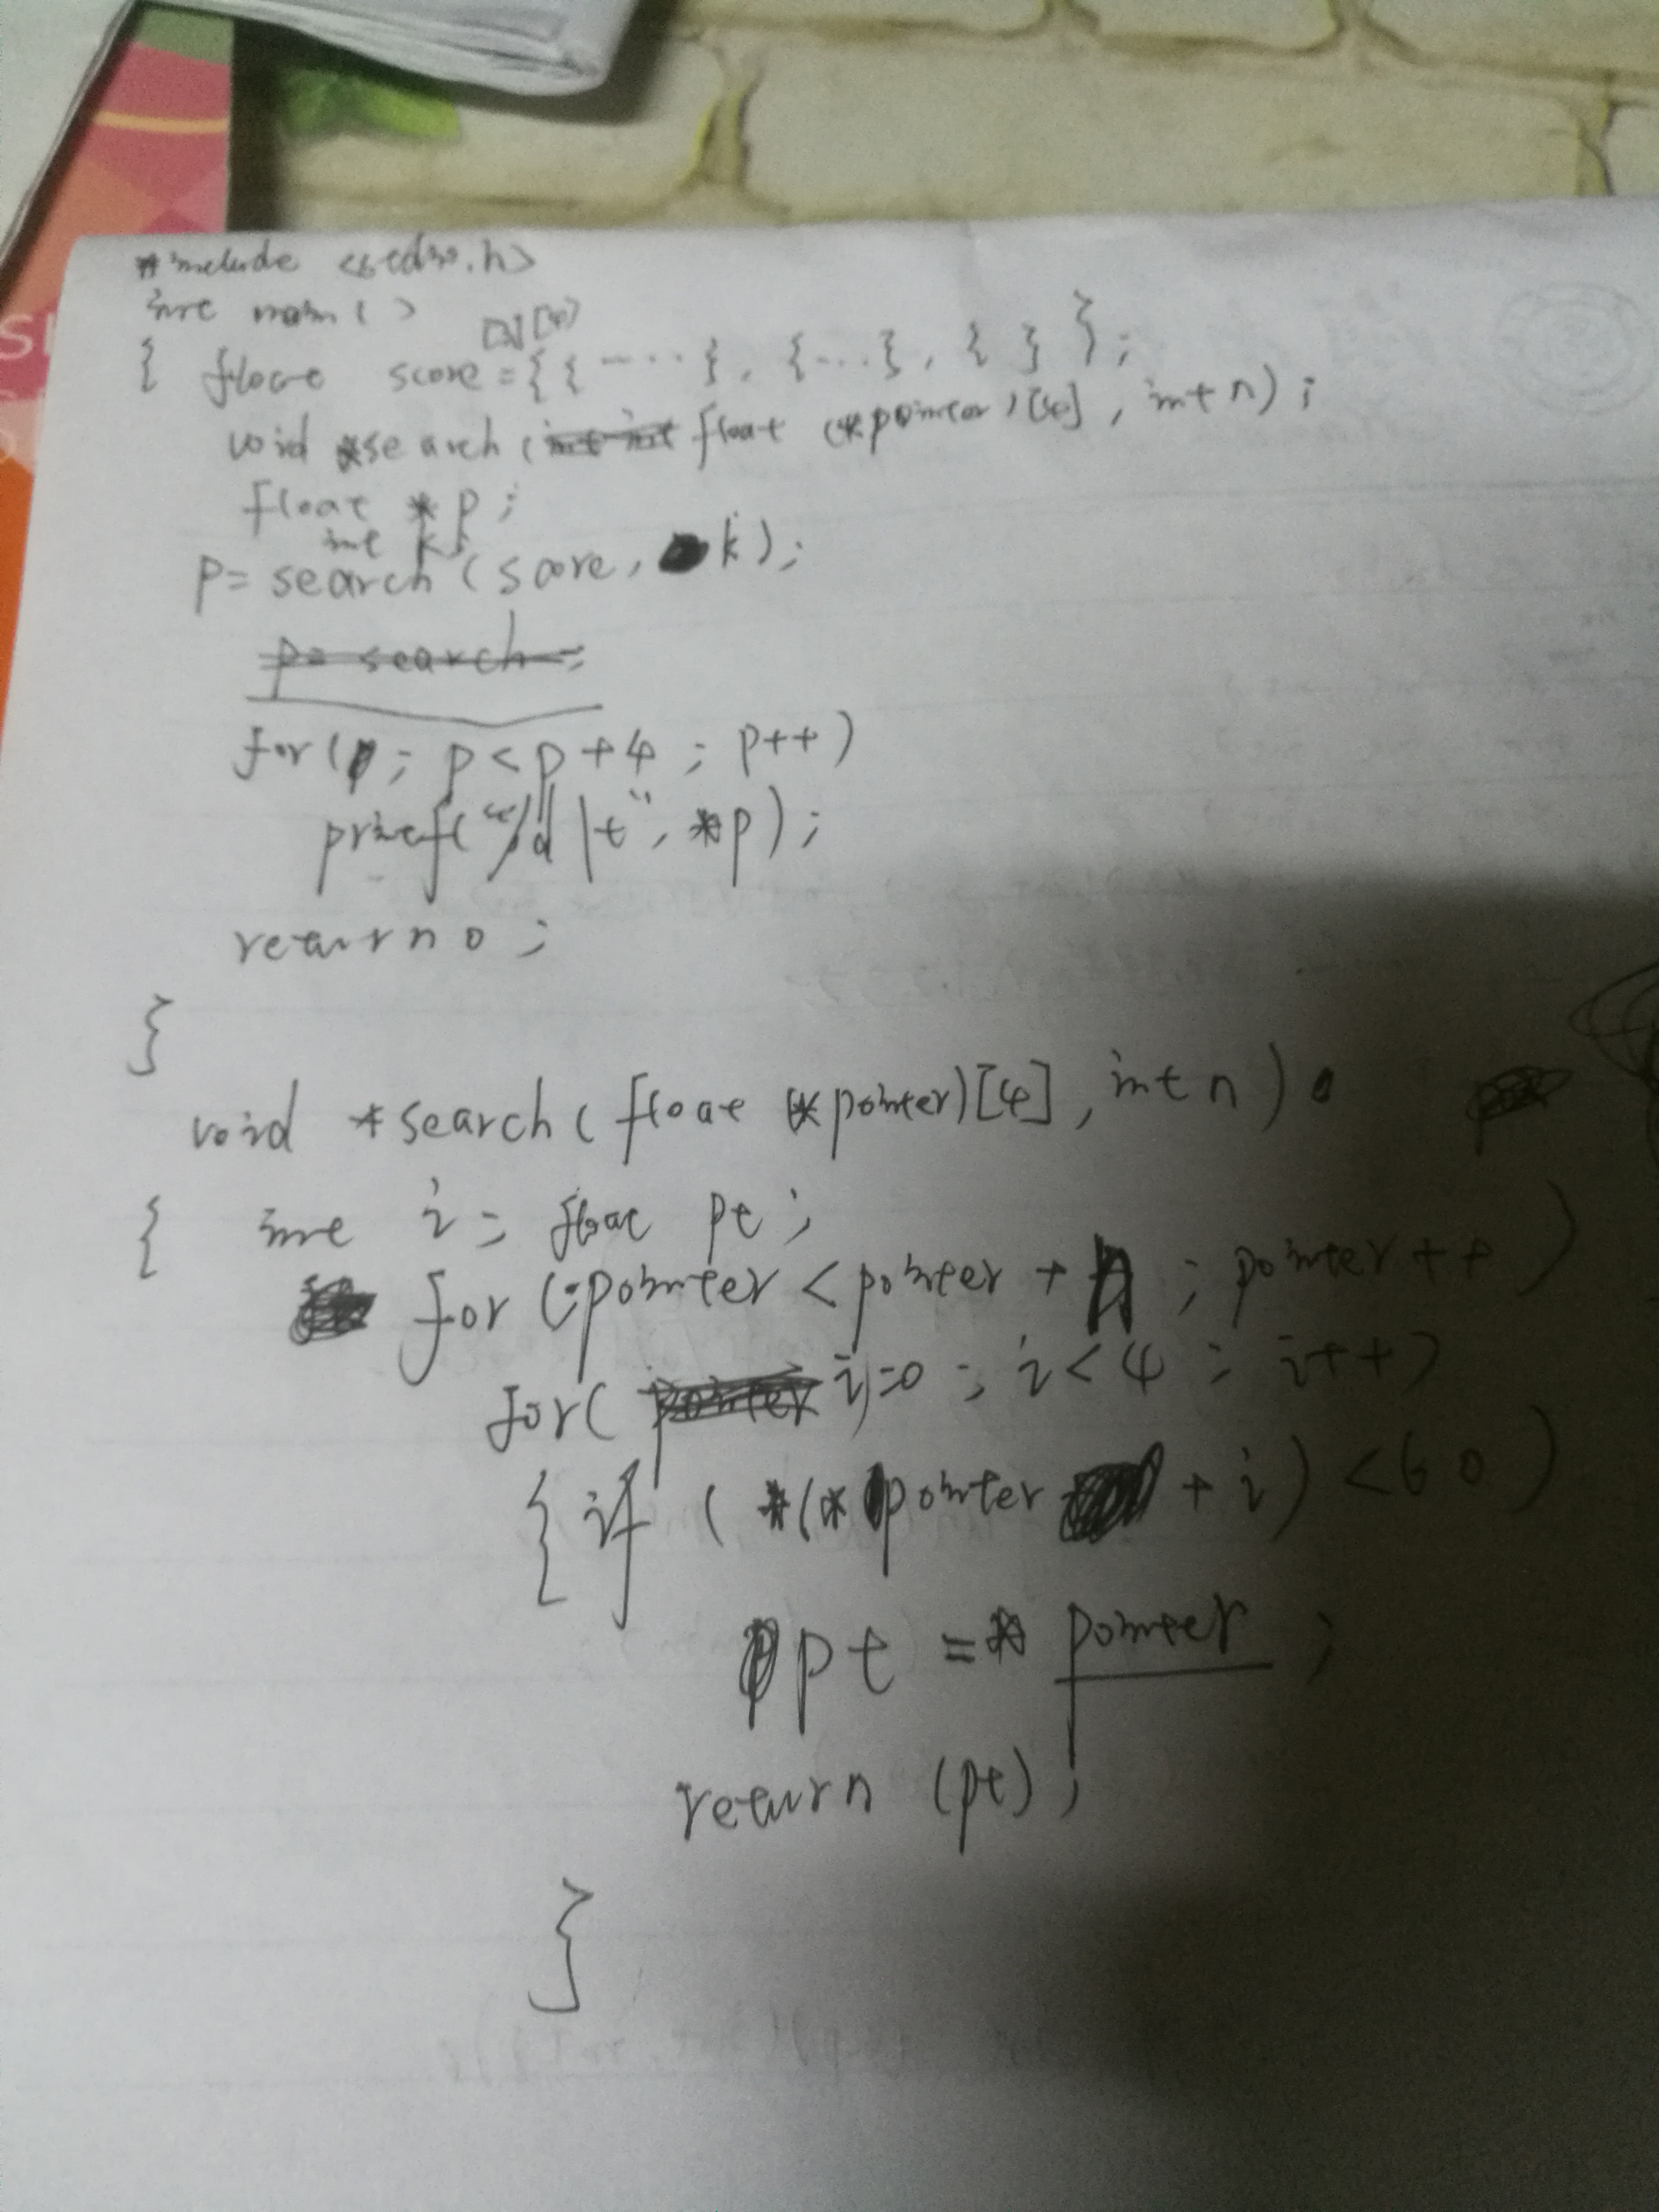 #include <stdio.h>
int main()
[][4]
{ float score={{....}, {...}, { } };
void *search(float (*pointer)[4], int n);
float *p;
int k;
p=search(score, k);
p=search;
for(p; p<p+4; p++)
printf("%d\t", *p);
return 0;
}
void *search(float (*pointer)[4], int n)
{ int i; float pt;
for(;pointer<pointer+n; pointer++)
for( i=0; i<4; i++)
{ if ( *(*pointer + i) <60 )
pt =* pointer ;
return (pt);
}